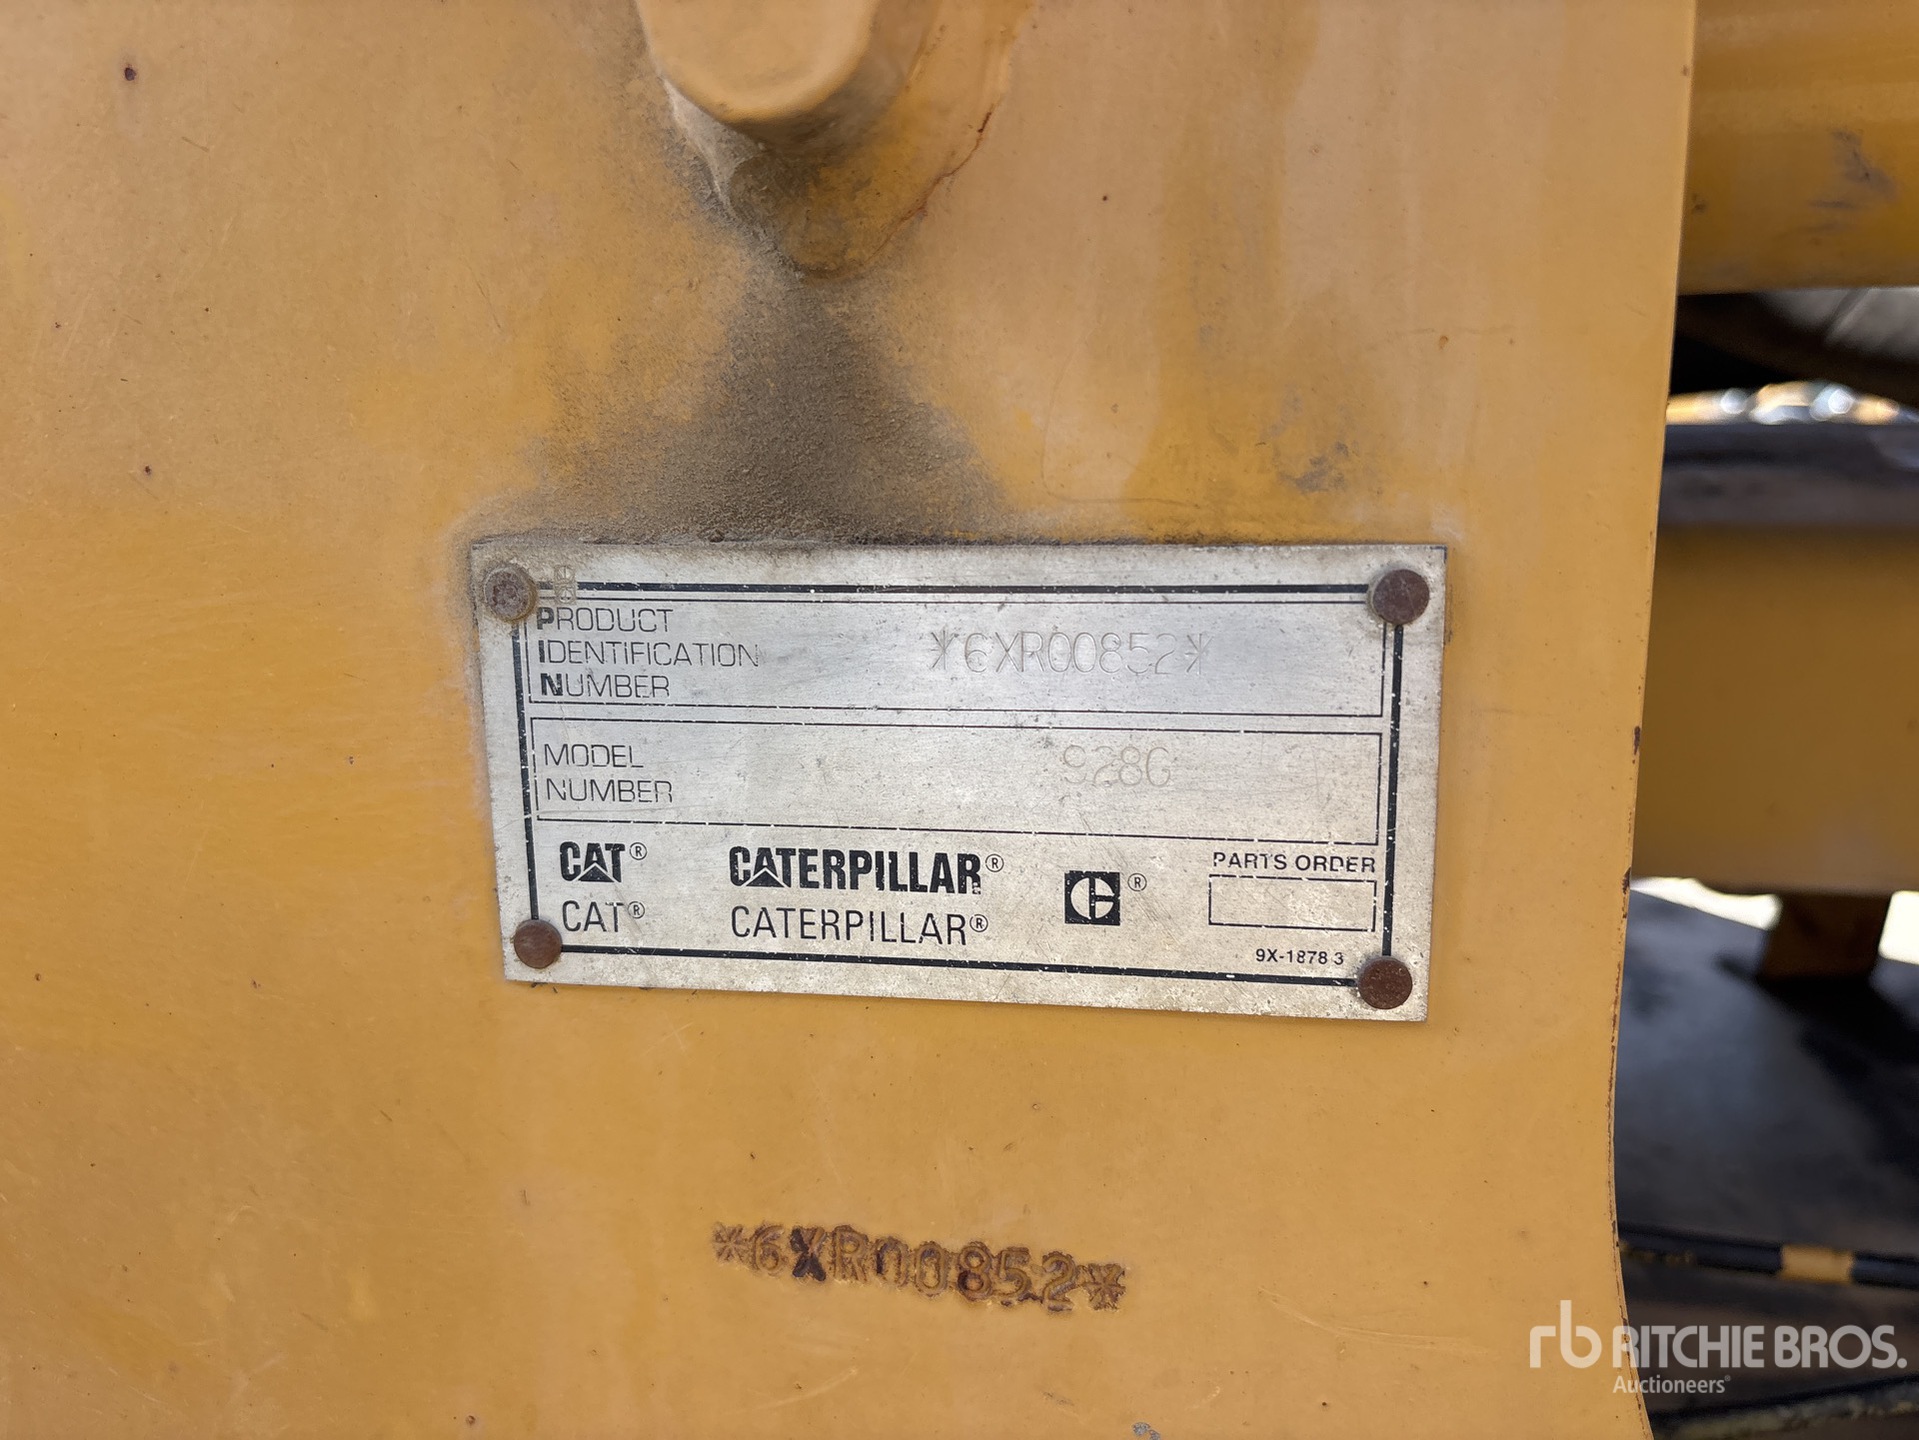 PRODUCT
IDENTIFICATION
NUMBER
*6XR00852*
MODEL
NUMBER
928G
CAT® CATERPILLAR® ®
CAT® CATERPILLAR®
PARTS ORDER
9X-1878 3
*6XR00852*
rb RITCHIE BROS.
Auctioneers®